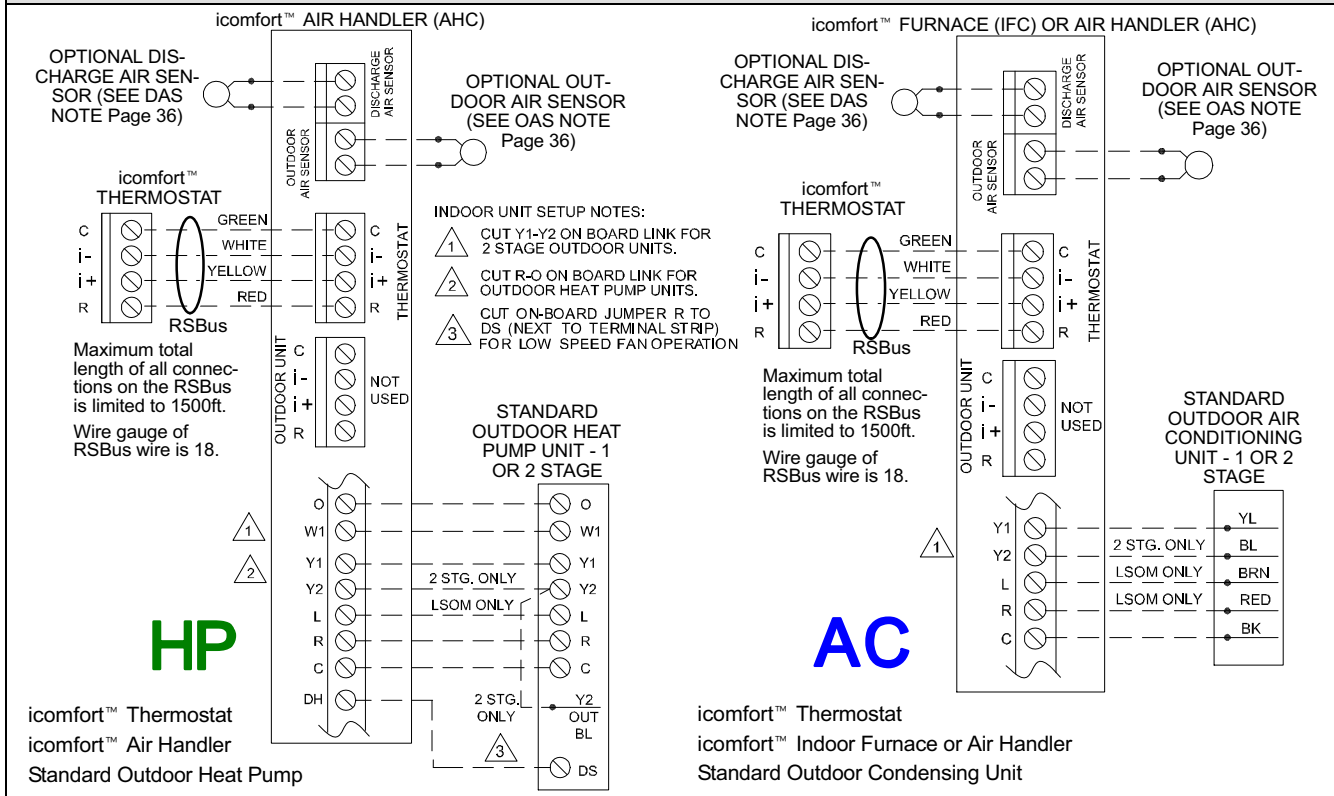 icomfort™ AIR HANDLER (AHC)
OPTIONAL DIS-
CHARGE AIR SEN-
SOR (SEE DAS
NOTE Page 36)
DISCHARGE
AIR SENSOR
OPTIONAL OUT-
DOOR AIR SENSOR
(SEE OAS NOTE
Page 36)
OUTDOOR
AIR SENSOR
icomfort™
THERMOSTAT
C
i-
i+
R
GREEN
WHITE
YELLOW
RED
RSBus
C
i-
i+
R
THERMOSTAT
INDOOR UNIT SETUP NOTES:
1 CUT Y1-Y2 ON BOARD LINK FOR
2 STAGE OUTDOOR UNITS.
2 CUT R-O ON BOARD LINK FOR
OUTDOOR HEAT PUMP UNITS.
3 CUT ON-BOARD JUMPER R TO
DS (NEXT TO TERMINAL STRIP)
FOR LOW SPEED FAN OPERATION
Maximum total
length of all connec-
tions on the RSBus
is limited to 1500ft.
Wire gauge of
RSBus wire is 18.
OUTDOOR UNIT
C
i-
i+
R
NOT
USED
STANDARD
OUTDOOR HEAT
PUMP UNIT - 1
OR 2 STAGE
1
2
O
W1
Y1
Y2
L
R
C
DH
2 STG. ONLY
LSOM ONLY
2 STG.
ONLY
3
O
W1
Y1
Y2
L
R
C
Y2
OUT
BL
DS
HP
icomfort™ Thermostat
icomfort™ Air Handler
Standard Outdoor Heat Pump
icomfort™ FURNACE (IFC) OR AIR HANDLER (AHC)
OPTIONAL DIS-
CHARGE AIR SEN-
SOR (SEE DAS
NOTE Page 36)
DISCHARGE
AIR SENSOR
OPTIONAL OUT-
DOOR AIR SENSOR
(SEE OAS NOTE
Page 36)
OUTDOOR
AIR SENSOR
icomfort™
THERMOSTAT
C
i-
i+
R
GREEN
WHITE
YELLOW
RED
RSBus
C
i-
i+
R
THERMOSTAT
Maximum total
length of all connec-
tions on the RSBus
is limited to 1500ft.
Wire gauge of
RSBus wire is 18.
OUTDOOR UNIT
C
i-
i+
R
NOT
USED
STANDARD
OUTDOOR AIR
CONDITIONING
UNIT - 1 OR 2
STAGE
1
Y1
Y2
L
R
C
2 STG. ONLY
LSOM ONLY
LSOM ONLY
YL
BL
BRN
RED
BK
AC
icomfort™ Thermostat
icomfort™ Indoor Furnace or Air Handler
Standard Outdoor Condensing Unit